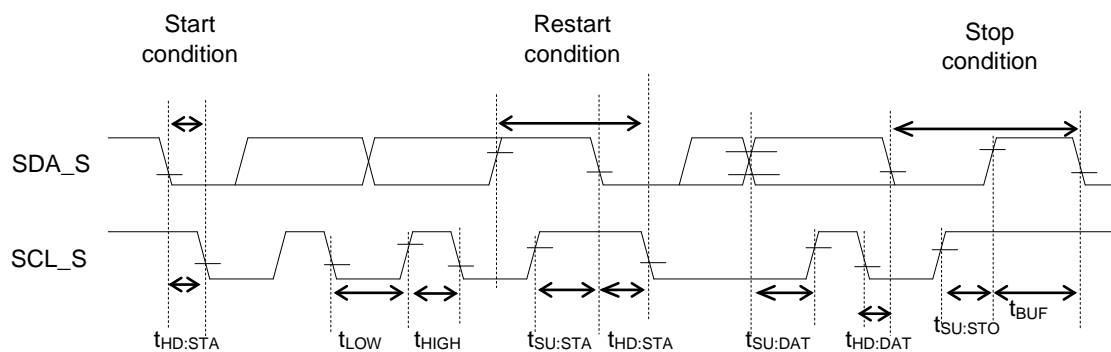 Start
condition
Restart
condition
Stop
condition
SDA_S
SCL_S
tHD:STA
tLOW
tHIGH
tSU:STA
tHD:STA
tSU:DAT
tHD:DAT
tSU:STO
tBUF